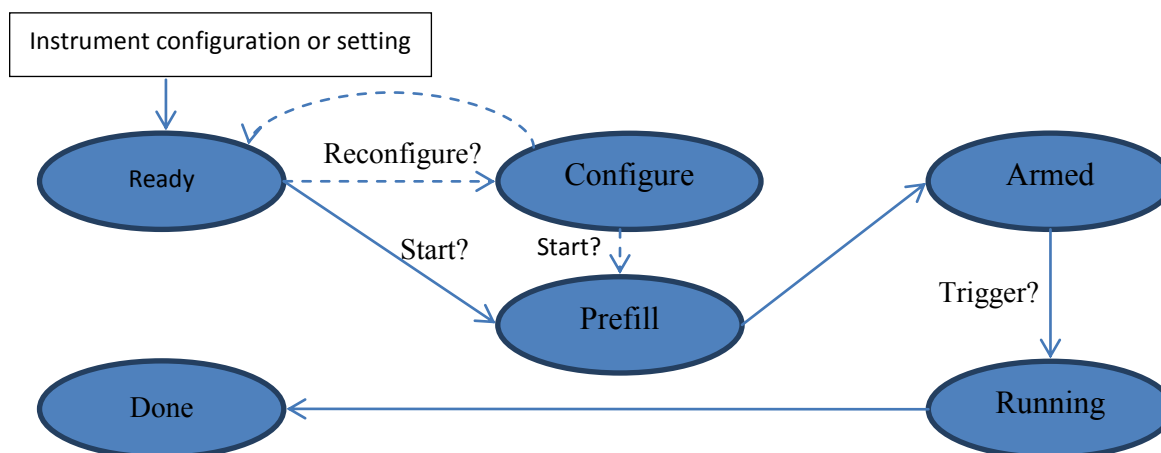 Instrument configuration or setting
Reconfigure?
Ready
Configure
Armed
Start?
Start?
Trigger?
Prefill
Done
Running